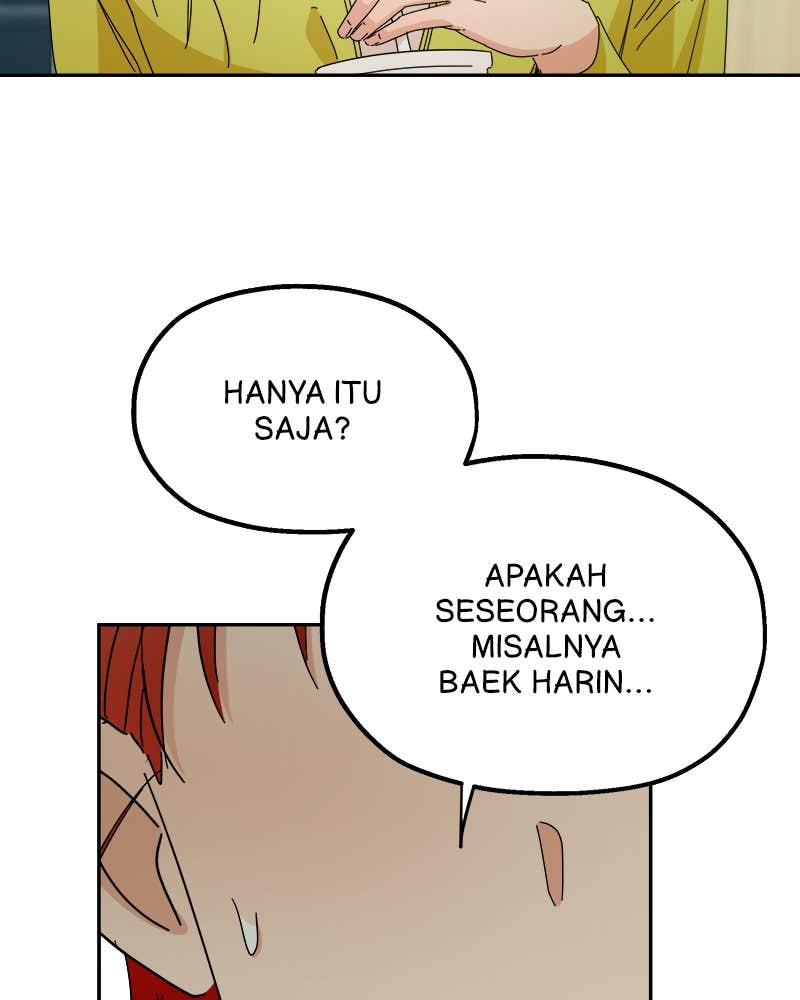 HANYA ITU
SAJA?
APAKAH
SESEORANG...
MISALNYA
BAEK HARIN...